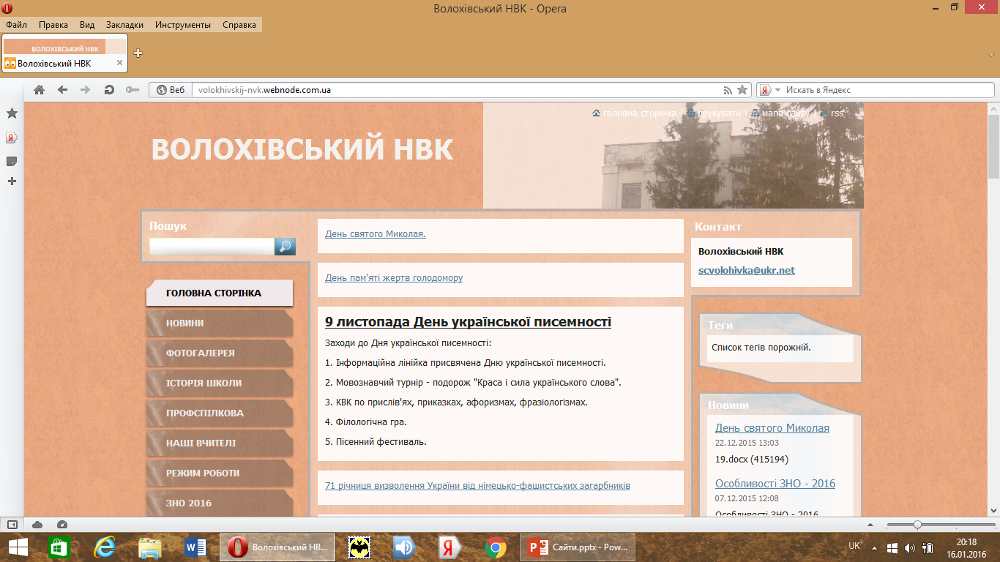 Волохівський НВК - Opera
Файл Правка Вид Закладки Инструменты Справка
ВОЛОХІВСЬКИЙ НВК
Волохівський НВК
Веб volokhivskij-nvk.webnode.com.ua
Я Искать в Яндекс
головна сторінка | друкувати | мапа сайту | rss
ВОЛОХІВСЬКИЙ НВК
Пошук
ГОЛОВНА СТОРІНКА
НОВИНИ
ФОТОГАЛЕРЕЯ
ІСТОРІЯ ШКОЛИ
ПРОФСПІЛКОВА
НАШІ ВЧИТЕЛІ
РЕЖИМ РОБОТИ
ЗНО 2016
День святого Миколая.
День пам'яті жертв голодомору
9 листопада День української писемності
Заходи до Дня української писемності:
1. Інформаційна лінійка присвячена Дню української писемності.
2. Мовознавчий турнір - подорож "Краса і сила українського слова".
3. КВК по прислів'ях, приказках, афоризмах, фразіологізмах.
4. Філологічна гра.
5. Пісенний фестиваль.
71 річниця визволення України від німецько-фашистських загарбників
Контакт
Волохівський НВК
scvolohivka@ukr.net
Теги
Список тегів порожній.
Новини
День святого Миколая
22.12.2015 13:03
19.docx (415194)
Особливості ЗНО - 2016
07.12.2015 12:08
Особливості ЗНО - 2016
Волохівський НВ...
Сайти.pptx - Pow...
UK
20:18
16.01.2016